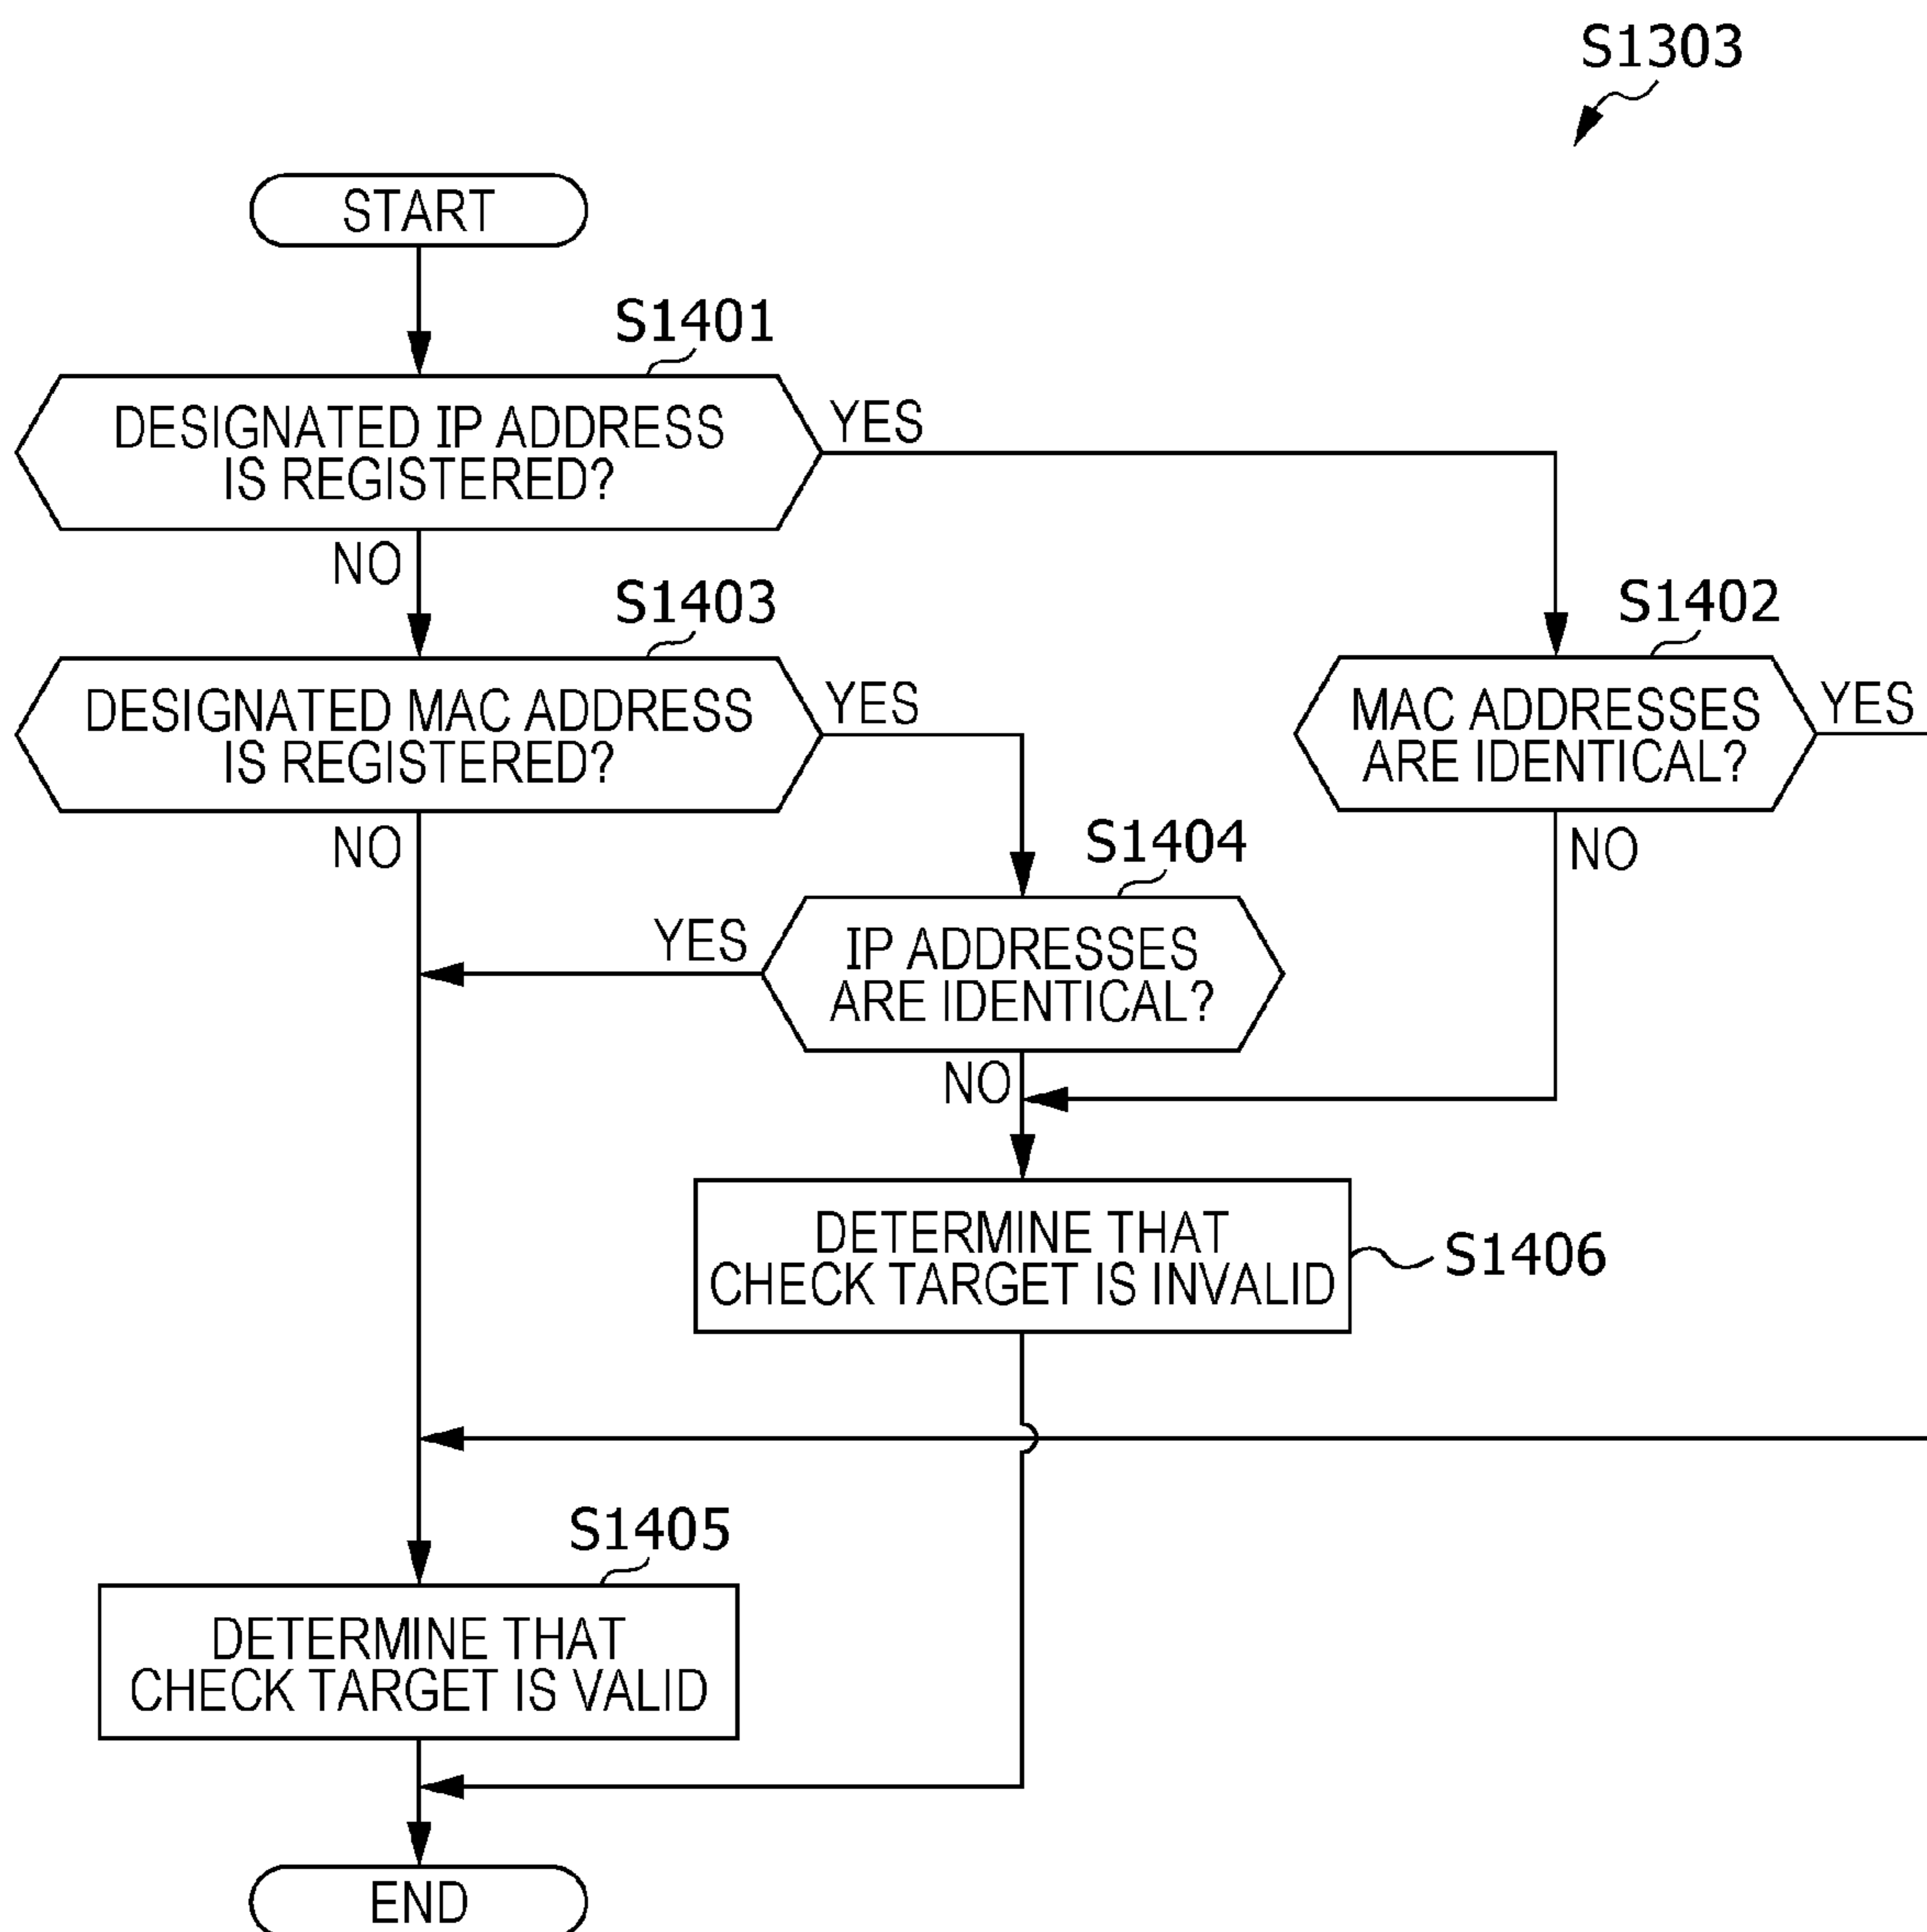 S1303
START
S1401
DESIGNATED IP ADDRESS
IS REGISTERED?
YES
NO
S1403
DESIGNATED MAC ADDRESS
IS REGISTERED?
YES
NO
S1402
MAC ADDRESSES
ARE IDENTICAL?
YES
NO
S1404
IP ADDRESSES
ARE IDENTICAL?
YES
NO
DETERMINE THAT
CHECK TARGET IS INVALID
S1406
S1405
DETERMINE THAT
CHECK TARGET IS VALID
END